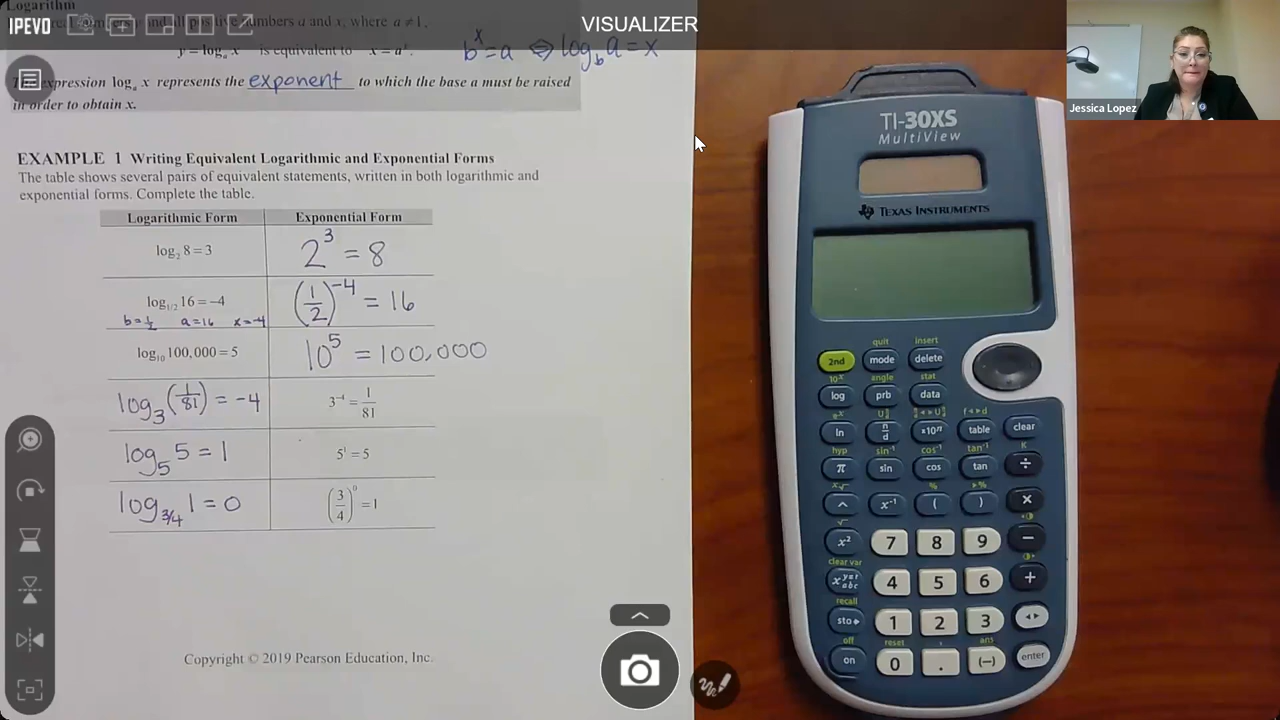 Logarithm
numbers a and x, where a ≠ 1,
y = logₐ x is equivalent to x = aʸ.
bˣ = a ⇔ log_b a = x
expression logₐ x represents the exponent to which the base a must be raised
in order to obtain x.
EXAMPLE 1 Writing Equivalent Logarithmic and Exponential Forms
The table shows several pairs of equivalent statements, written in both logarithmic and
exponential forms. Complete the table.
Logarithmic Form Exponential Form
log₂ 8 = 3 2³ = 8
log₁/₂ 16 = −4 (1/2)⁻⁴ = 16
b = ½ a = 16 x = −4
log₁₀ 100,000 = 5 10⁵ = 100,000
log₃ (1/81) = −4 3⁻⁴ = 1/81
log₅ 5 = 1 5¹ = 5
log₃/₄ 1 = 0 (3/4)⁰ = 1
Copyright © 2019 Pearson Education, Inc.
IPEVO
VISUALIZER
Jessica Lopez
TI-30XS
MultiView
TEXAS INSTRUMENTS
quit insert
2nd mode delete
10ˣ angle stat
log prb data
eˣ f◄►d
ln n/d x10ⁿ table clear
hyp sin⁻¹ cos⁻¹ tan⁻¹ K
π sin cos tan ÷
ˣ√ % ►%
^ x⁻¹ ( ) ×
√
x² 7 8 9 −
clear var
x yzt abc 4 5 6 +
recall
sto► 1 2 3 ◄►
off reset , ans
on 0 . (−) enter